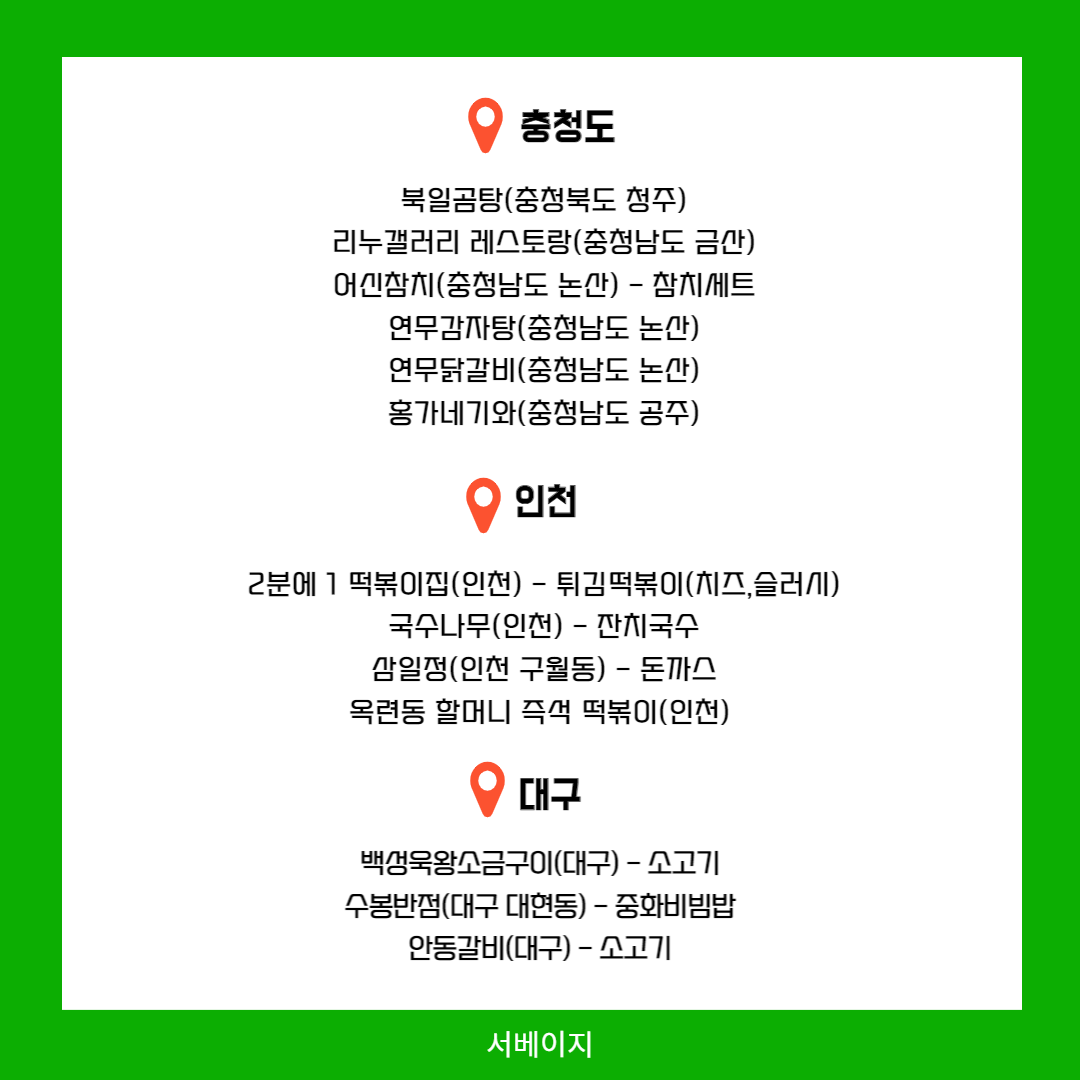 충청도
북일곰탕(충청북도 청주)
리누갤러리 레스토랑(충청남도 금산)
어신참치(충청남도 논산) - 참치세트
연무감자탕(충청남도 논산)
연무닭갈비(충청남도 논산)
홍가네기와(충청남도 공주)
인천
2분에 1 떡볶이집(인천) - 튀김떡볶이(치즈,슬러시)
국수나무(인천) - 잔치국수
삼일정(인천 구월동) - 돈까스
옥련동 할머니 즉석 떡볶이(인천)
대구
백성욱왕소금구이(대구) - 소고기
수봉반점(대구 대현동) - 중화비빔밥
안동갈비(대구) - 소고기
서베이지